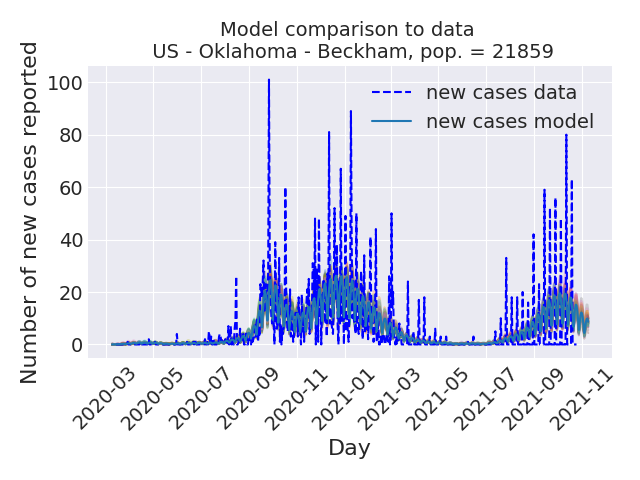 Model comparison to data
US - Oklahoma - Beckham, pop. = 21859
Number of new cases reported
100
80
60
40
20
0
new cases data
new cases model
2020-03
2020-05
2020-07
2020-09
2020-11
2021-01
2021-03
2021-05
2021-07
2021-09
2021-11
Day